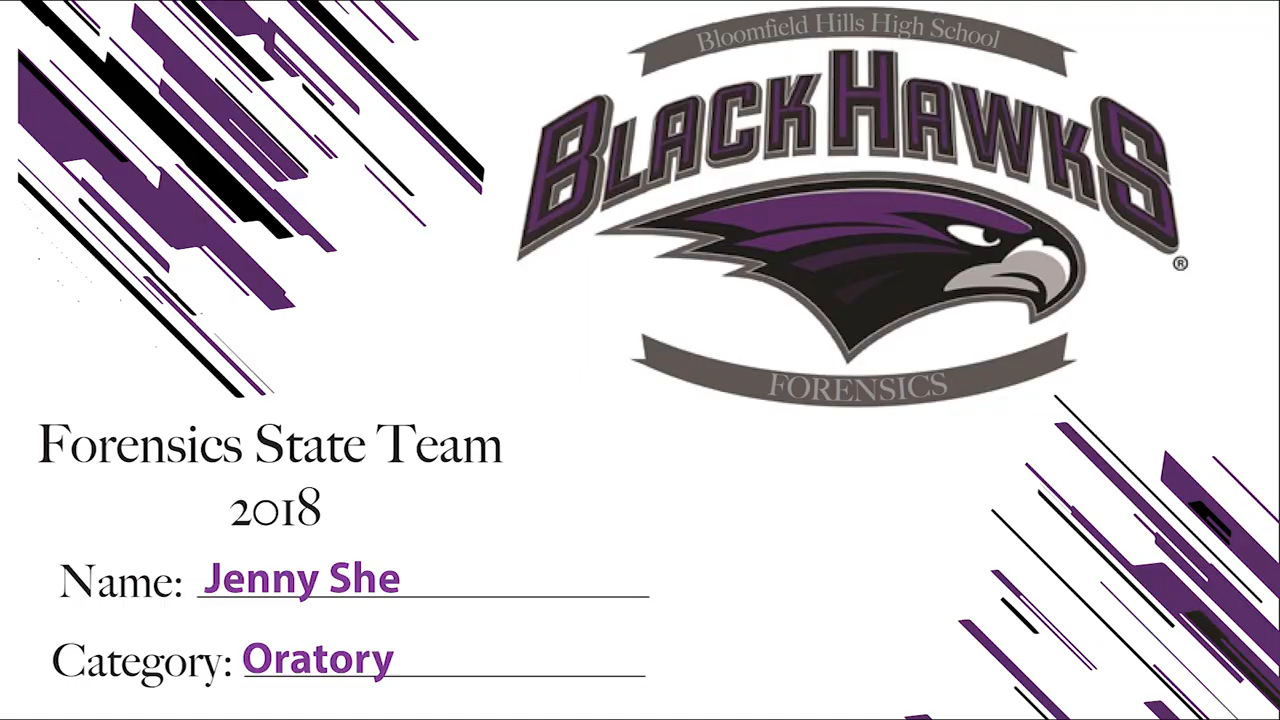 Bloomfield Hills High School
BLACKHAWKS
®
FORENSICS
Forensics State Team
2018
Name: Jenny She
Category: Oratory